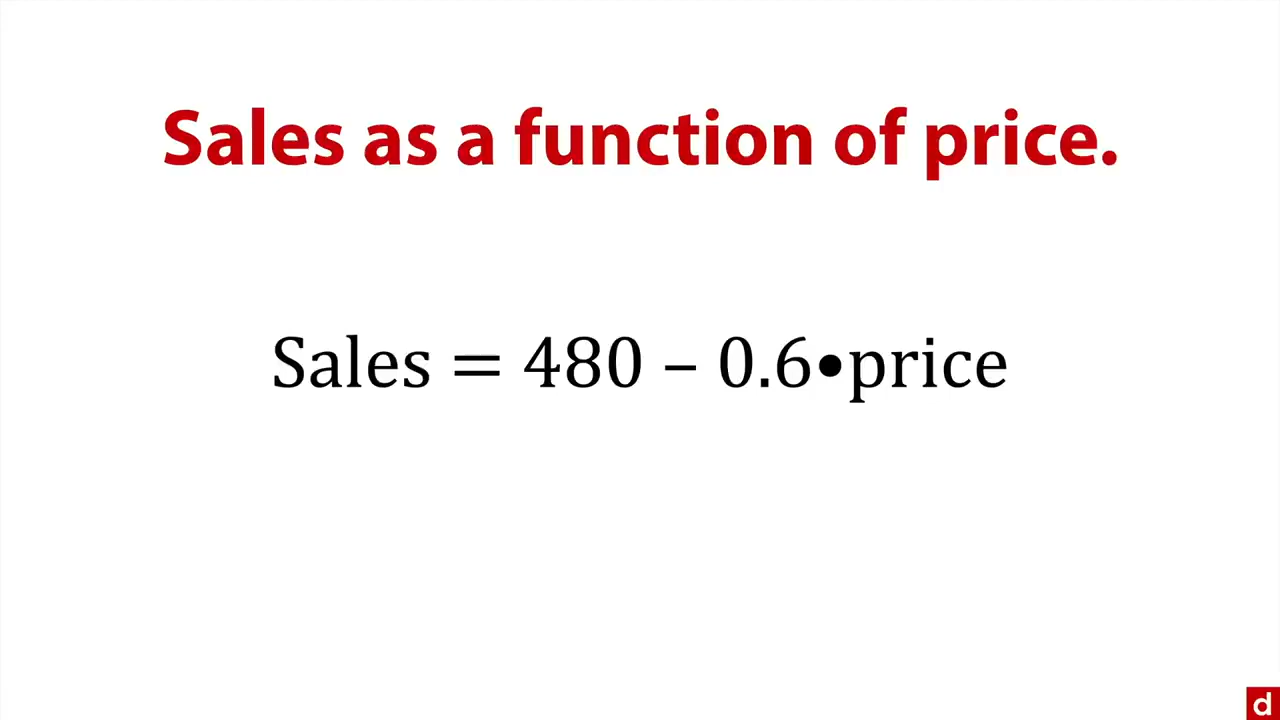 Sales as a function of price.
Sales = 480 – 0.6•price
d